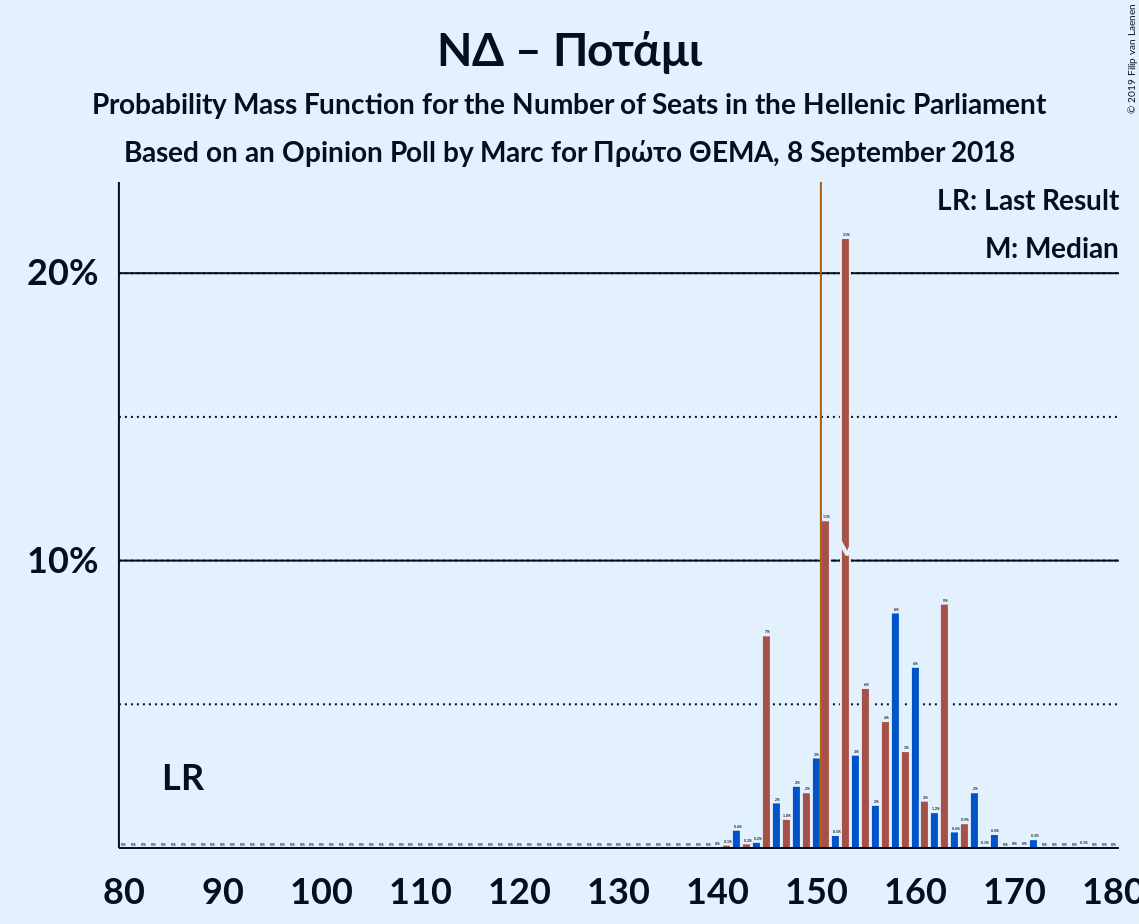 ΝΔ – Ποτάμι
Probability Mass Function for the Number of Seats in the Hellenic Parliament
Based on an Opinion Poll by Marc for Πρώτο ΘΕΜΑ, 8 September 2018
© 2019 Filip van Laenen
LR: Last Result
M: Median
20%
10%
LR
M
80 90 100 110 120 130 140 150 160 170 180